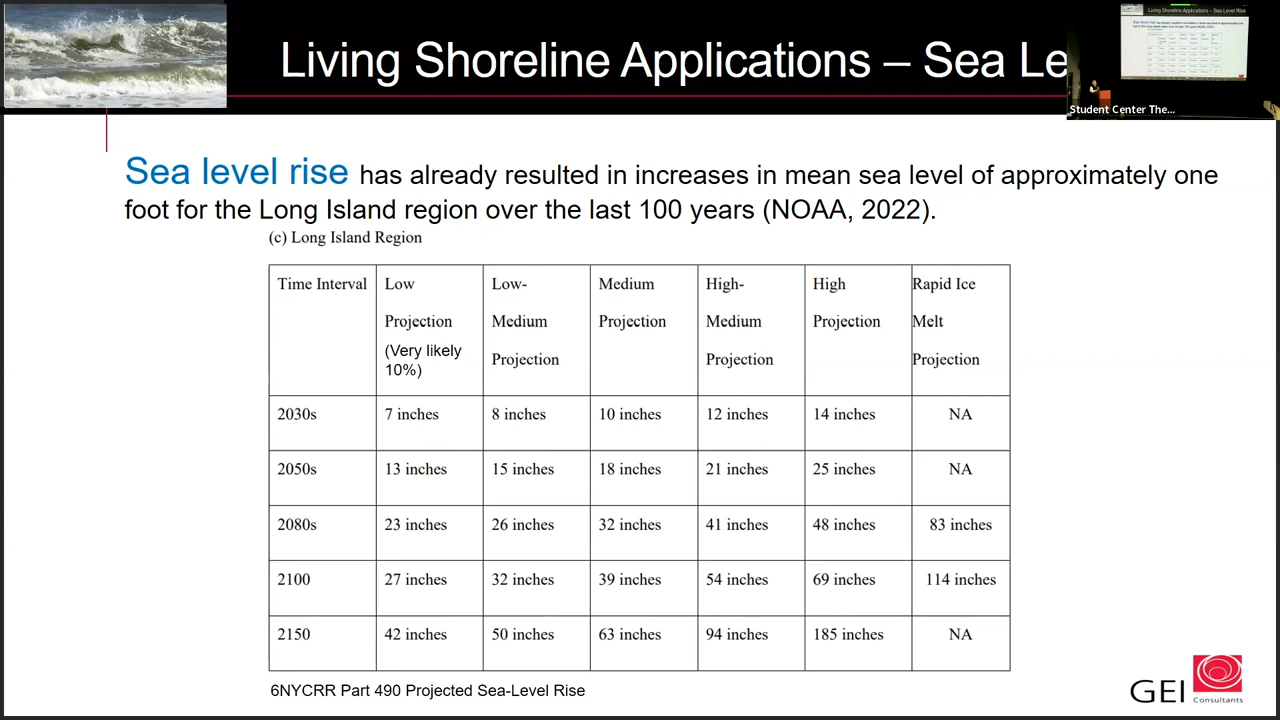 Living Shoreline Applications – Sea Level Rise
Student Center The...
Sea level rise has already resulted in increases in mean sea level of approximately one
foot for the Long Island region over the last 100 years (NOAA, 2022).
(c) Long Island Region
Time Interval Low Projection (Very likely 10%) Low-Medium Projection Medium Projection High-Medium Projection High Projection Rapid Ice Melt Projection
2030s 7 inches 8 inches 10 inches 12 inches 14 inches NA
2050s 13 inches 15 inches 18 inches 21 inches 25 inches NA
2080s 23 inches 26 inches 32 inches 41 inches 48 inches 83 inches
2100 27 inches 32 inches 39 inches 54 inches 69 inches 114 inches
2150 42 inches 50 inches 63 inches 94 inches 185 inches NA
6NYCRR Part 490 Projected Sea-Level Rise
GEI
Consultants